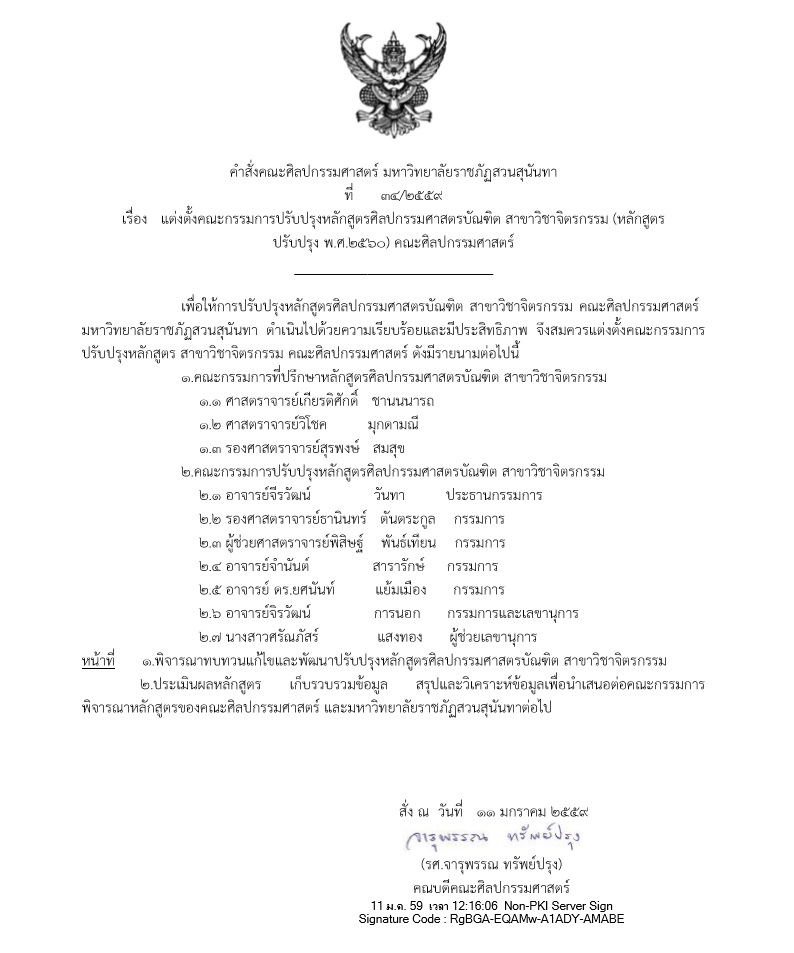 คำสั่งคณะศิลปกรรมศาสตร์ มหาวิทยาลัยราชภัฏสวนสุนันทา
ที่ ๓๔/๒๕๕๙
เรื่อง แต่งตั้งคณะกรรมการปรับปรุงหลักสูตรศิลปกรรมศาสตรบัณฑิต สาขาวิชาจิตรกรรม (หลักสูตร
ปรับปรุง พ.ศ.๒๕๖๐) คณะศิลปกรรมศาสตร์
เพื่อให้การปรับปรุงหลักสูตรศิลปกรรมศาสตรบัณฑิต สาขาวิชาจิตรกรรม คณะศิลปกรรมศาสตร์
มหาวิทยาลัยราชภัฏสวนสุนันทา ดำเนินไปด้วยความเรียบร้อยและมีประสิทธิภาพ จึงสมควรแต่งตั้งคณะกรรมการ
ปรับปรุงหลักสูตร สาขาวิชาจิตรกรรม คณะศิลปกรรมศาสตร์ ดังมีรายนามต่อไปนี้
๑.คณะกรรมการที่ปรึกษาหลักสูตรศิลปกรรมศาสตรบัณฑิต สาขาวิชาจิตรกรรม
๑.๑ ศาสตราจารย์เกียรติศักดิ์ ชานนนารถ
๑.๒ ศาสตราจารย์วิโชค มุกดามณี
๑.๓ รองศาสตราจารย์สุรพงษ์ สมสุข
๒.คณะกรรมการปรับปรุงหลักสูตรศิลปกรรมศาสตรบัณฑิต สาขาวิชาจิตรกรรม
๒.๑ อาจารย์จีรวัฒน์ วันทา ประธานกรรมการ
๒.๒ รองศาสตราจารย์ธานินทร์ ตันตระกูล กรรมการ
๒.๓ ผู้ช่วยศาสตราจารย์พิสิษฐ์ พันธ์เทียน กรรมการ
๒.๔ อาจารย์จำนันต์ สารารักษ์ กรรมการ
๒.๕ อาจารย์ ดร.ยศนันท์ แย้มเมือง กรรมการ
๒.๖ อาจารย์จิรวัฒน์ การนอก กรรมการและเลขานุการ
๒.๗ นางสาวศรัณภัสร์ แสงทอง ผู้ช่วยเลขานุการ
หน้าที่ ๑.พิจารณาทบทวนแก้ไขและพัฒนาปรับปรุงหลักสูตรศิลปกรรมศาสตรบัณฑิต สาขาวิชาจิตรกรรม
๒.ประเมินผลหลักสูตร เก็บรวบรวมข้อมูล สรุปและวิเคราะห์ข้อมูลเพื่อนำเสนอต่อคณะกรรมการ
พิจารณาหลักสูตรของคณะศิลปกรรมศาสตร์ และมหาวิทยาลัยราชภัฏสวนสุนันทาต่อไป
สั่ง ณ วันที่ ๑๑ มกราคม ๒๕๕๙
จารุพรรณ ทรัพย์ปรุง
(รศ.จารุพรรณ ทรัพย์ปรุง)
คณบดีคณะศิลปกรรมศาสตร์
11 ม.ค. 59 เวลา 12:16:06 Non-PKI Server Sign
Signature Code : RgBGA-EQAMw-A1ADY-AMABE